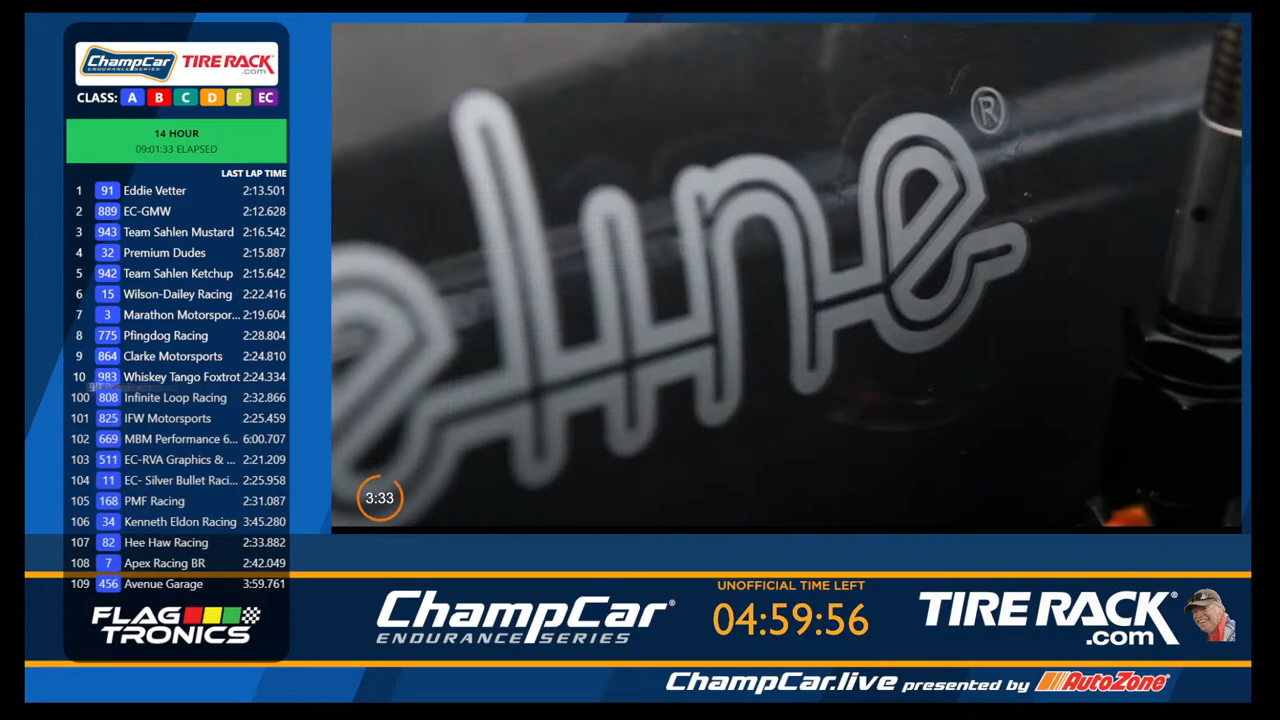 ChampCar ENDURANCE SERIES TIRE RACK .com
CLASS: A B C D F EC
14 HOUR
09:01:33 ELAPSED
LAST LAP TIME
1 91 Eddie Vetter 2:13.501
2 889 EC-GMW 2:12.628
3 943 Team Sahlen Mustard 2:16.542
4 32 Premium Dudes 2:15.887
5 942 Team Sahlen Ketchup 2:15.642
6 15 Wilson-Dailey Racing 2:22.416
7 3 Marathon Motorspor... 2:19.604
8 775 Pfingdog Racing 2:28.804
9 864 Clarke Motorsports 2:24.810
10 983 Whiskey Tango Foxtrot 2:24.334
100 808 Infinite Loop Racing 2:32.866
101 825 IFW Motorsports 2:25.459
102 669 MBM Performance 6... 6:00.707
103 511 EC-RVA Graphics & ... 2:21.209
104 11 EC- Silver Bullet Raci... 2:25.958
105 168 PMF Racing 2:31.087
106 34 Kenneth Eldon Racing 3:45.280
107 82 Hee Haw Racing 2:33.882
108 7 Apex Racing BR 2:42.049
109 456 Avenue Garage 3:59.761
FLAG TRONICS
eline®
3:33
ChampCar®
ENDURANCE SERIES
UNOFFICIAL TIME LEFT
04:59:56
TIRE RACK®
.com
ChampCar.live presented by AutoZone